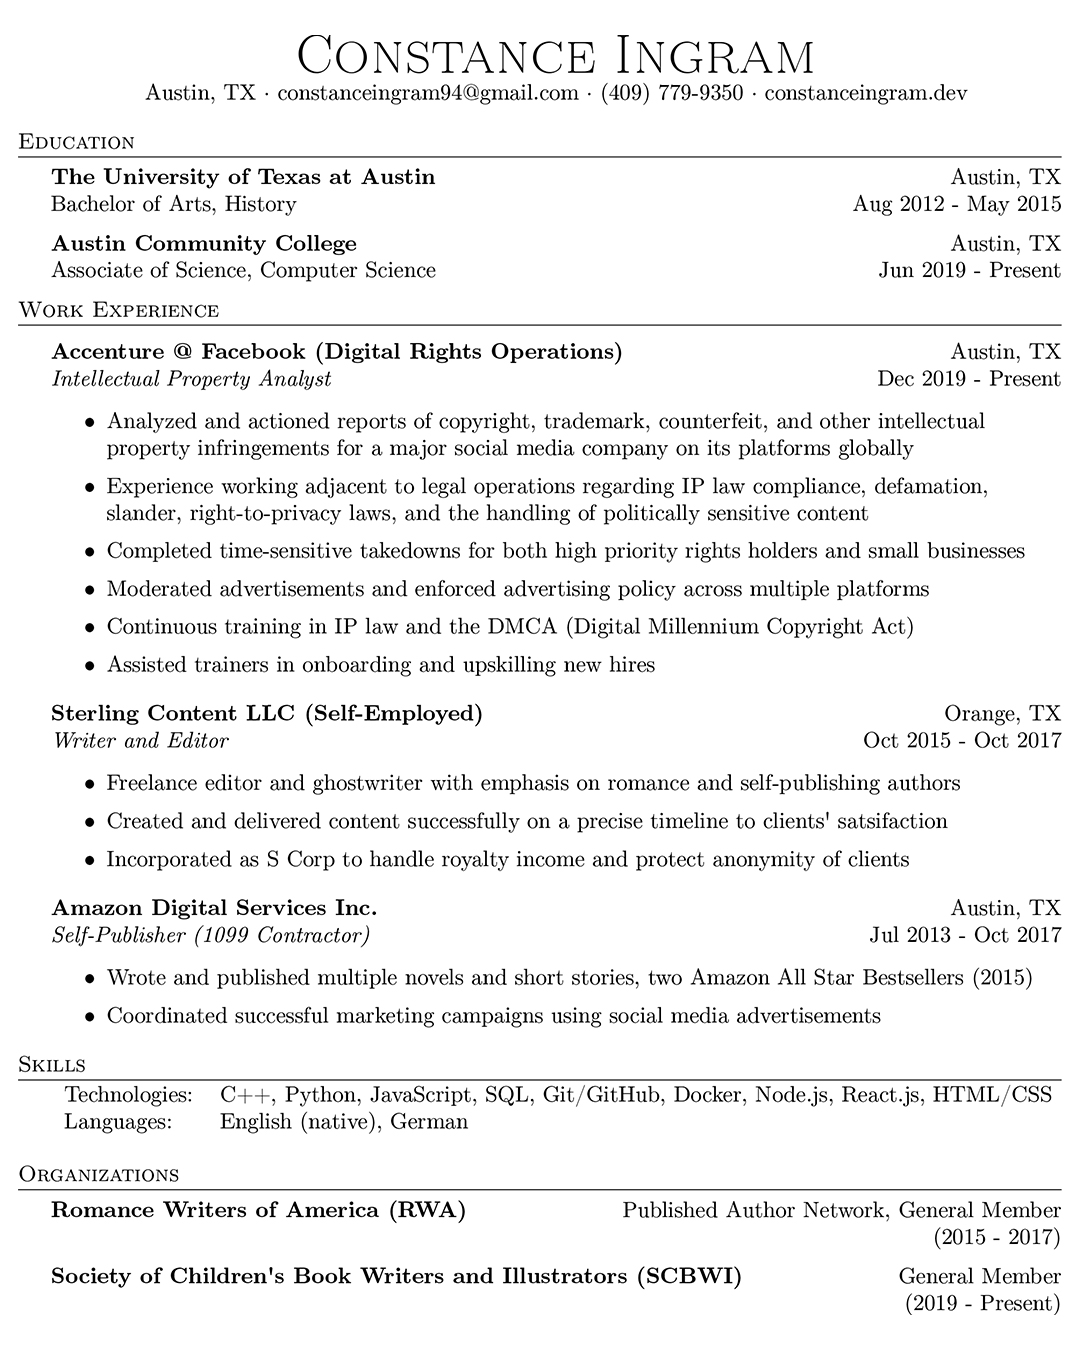 Constance Ingram
Austin, TX · constanceingram94@gmail.com · (409) 779-9350 · constanceingram.dev
Education
The University of Texas at Austin Austin, TX
Bachelor of Arts, History Aug 2012 - May 2015
Austin Community College Austin, TX
Associate of Science, Computer Science Jun 2019 - Present
Work Experience
Accenture @ Facebook (Digital Rights Operations) Austin, TX
Intellectual Property Analyst Dec 2019 - Present
• Analyzed and actioned reports of copyright, trademark, counterfeit, and other intellectual
property infringements for a major social media company on its platforms globally
• Experience working adjacent to legal operations regarding IP law compliance, defamation,
slander, right-to-privacy laws, and the handling of politically sensitive content
• Completed time-sensitive takedowns for both high priority rights holders and small businesses
• Moderated advertisements and enforced advertising policy across multiple platforms
• Continuous training in IP law and the DMCA (Digital Millennium Copyright Act)
• Assisted trainers in onboarding and upskilling new hires
Sterling Content LLC (Self-Employed) Orange, TX
Writer and Editor Oct 2015 - Oct 2017
• Freelance editor and ghostwriter with emphasis on romance and self-publishing authors
• Created and delivered content successfully on a precise timeline to clients' satsifaction
• Incorporated as S Corp to handle royalty income and protect anonymity of clients
Amazon Digital Services Inc. Austin, TX
Self-Publisher (1099 Contractor) Jul 2013 - Oct 2017
• Wrote and published multiple novels and short stories, two Amazon All Star Bestsellers (2015)
• Coordinated successful marketing campaigns using social media advertisements
Skills
Technologies: C++, Python, JavaScript, SQL, Git/GitHub, Docker, Node.js, React.js, HTML/CSS
Languages: English (native), German
Organizations
Romance Writers of America (RWA) Published Author Network, General Member
(2015 - 2017)
Society of Children's Book Writers and Illustrators (SCBWI) General Member
(2019 - Present)